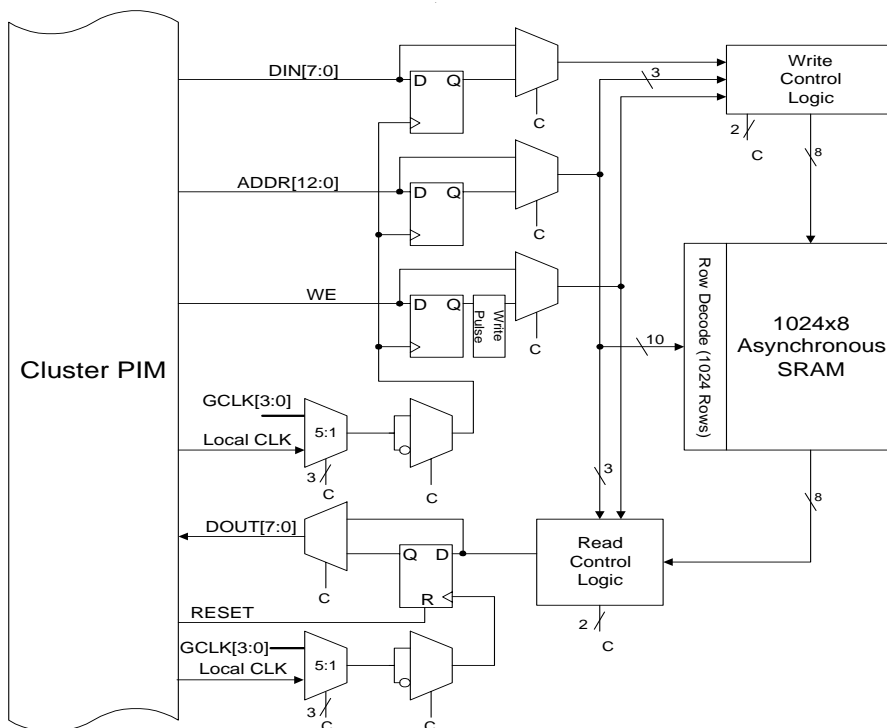 DIN[7:0]
D Q
C
3
Write
Control
Logic
2
C
8
ADDR[12:0]
D Q
C
WE
D Q
Write
Pulse
C
10
Row Decode (1024 Rows)
1024x8
Asynchronous
SRAM
Cluster PIM
GCLK[3:0]
5:1
Local CLK
3
C
C
3
8
DOUT[7:0]
Q D
R
C
Read
Control
Logic
2
C
RESET
GCLK[3:0]
5:1
Local CLK
3
C
C